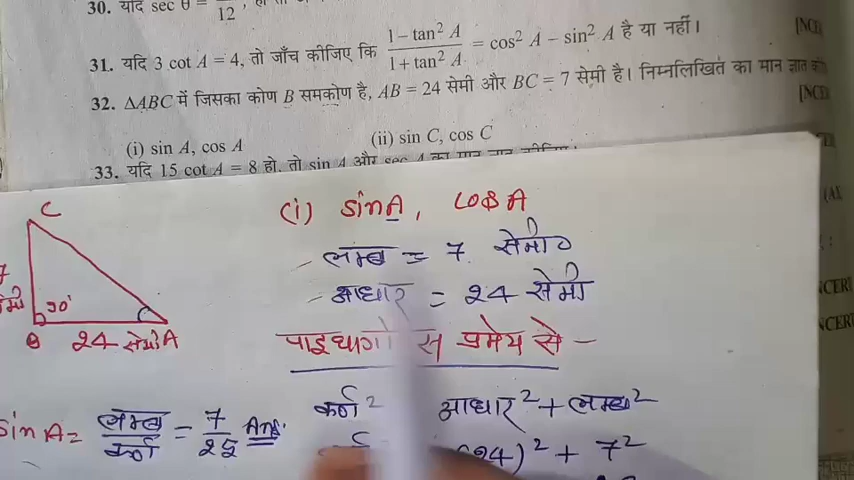 30. यदि sec θ = 12
31. यदि 3 cot A = 4, तो जाँच कीजिए कि 1 – tan² A / 1 + tan² A = cos² A – sin² A है या नहीं।
32. ΔABC में जिसका कोण B समकोण है, AB = 24 सेमी और BC = 7 सेमी है। निम्नलिखित का मान ज्ञात
(i) sin A, cos A (ii) sin C, cos C
33. यदि 15 cot A = 8 हो, तो sin A और sec A का मान ज्ञात कीजिए।
(i) sinA, cosA
लम्ब = 7 सेमी०
आधार = 24 सेमी
पाइथागोरस प्रमेय से –
C
7 सेमी
90°
B 24 सेमी A
sin A = लम्ब / कर्ण = 7 / 25 Ans.
कर्ण² आधार² + लम्ब²
(24)² + 7²